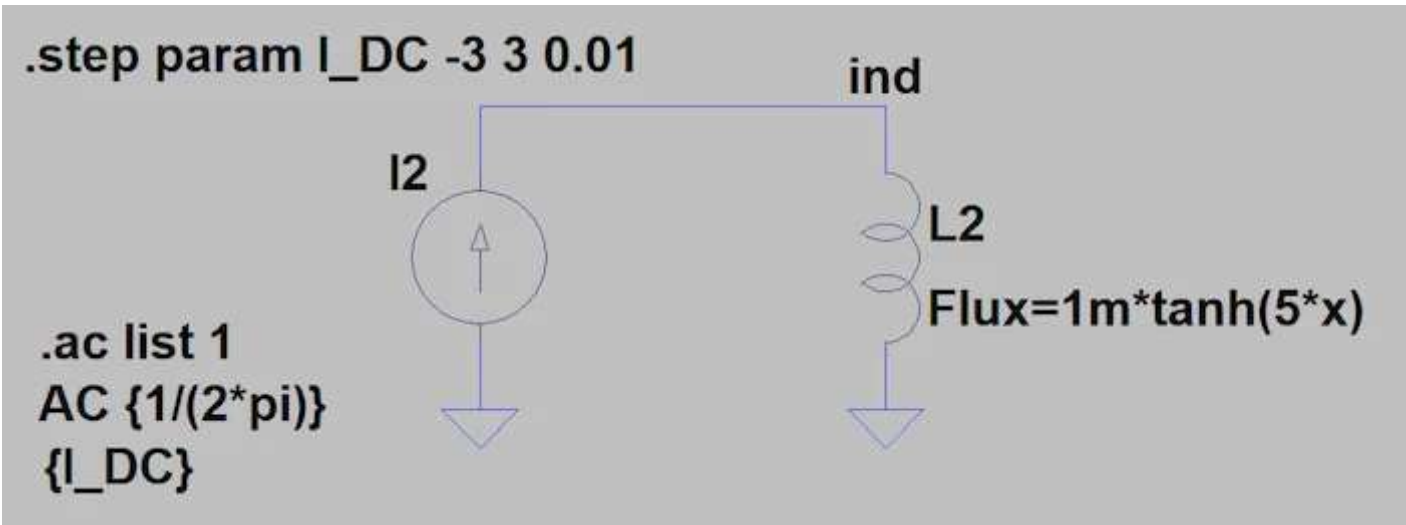 .step param I_DC -3 3 0.01
ind
I2
L2
Flux=1m*tanh(5*x)
.ac list 1
AC {1/(2*pi)}
{I_DC}